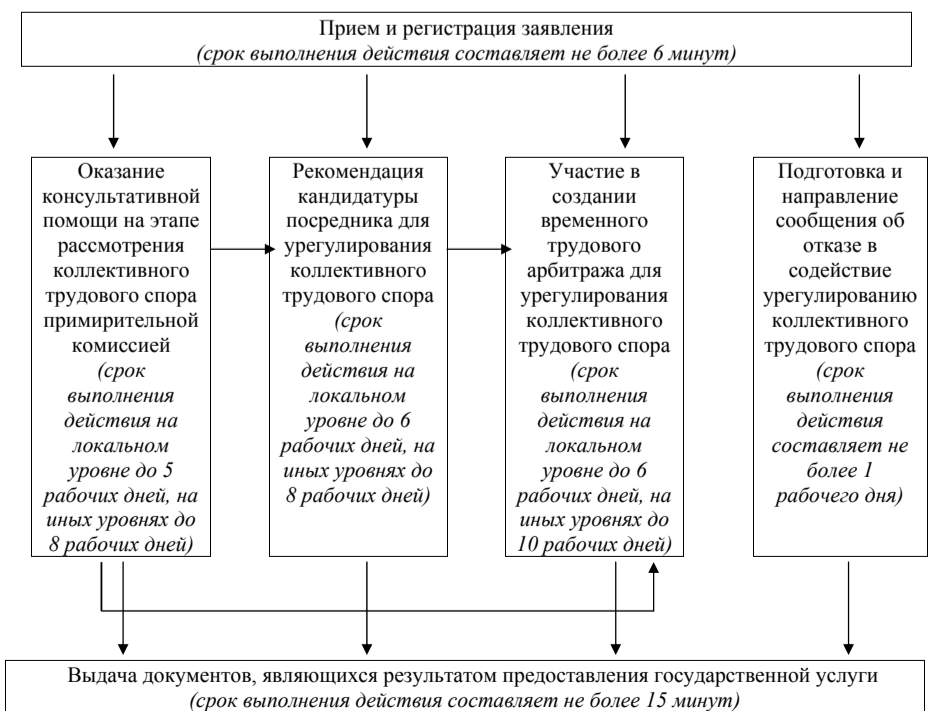 Прием и регистрация заявления
(срок выполнения действия составляет не более 6 минут)
Оказание
консультативной
помощи на этапе
рассмотрения
коллективного
трудового спора
примирительной
комиссией
(срок
выполнения
действия на
локальном
уровне до 5
рабочих дней, на
иных уровнях до
8 рабочих дней)
Рекомендация
кандидатуры
посредника для
урегулирования
коллективного
трудового спора
(срок
выполнения
действия на
локальном
уровне до 6
рабочих дней, на
иных уровнях до
8 рабочих дней)
Участие в
создании
временного
трудового
арбитража для
урегулирования
коллективного
трудового спора
(срок
выполнения
действия на
локальном
уровне до 6
рабочих дней, на
иных уровнях до
10 рабочих дней)
Подготовка и
направление
сообщения об
отказе в
содействие
урегулированию
коллективного
трудового спора
(срок
выполнения
действия
составляет не
более 1
рабочего дня)
Выдача документов, являющихся результатом предоставления государственной услуги
(срок выполнения действия составляет не более 15 минут)